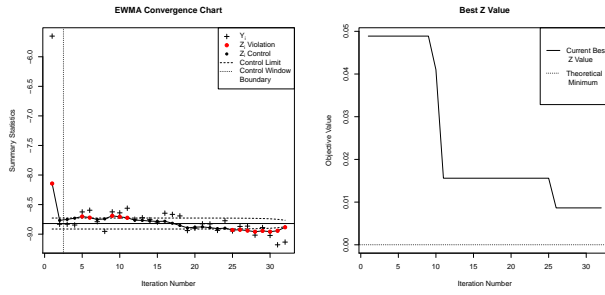 EWMA Convergence Chart
Y i
Z i Violation
Z i Control
Control Limit
Control Window
Boundary
Summary Statistics
−6.0
−6.5
−7.0
−7.5
−8.0
−8.5
−9.0
0 5 10 15 20 25 30
Iteration Number
Best Z Value
Current Best
Z Value
Theoretical
Minimum
Objective Value
0.05
0.04
0.03
0.02
0.01
0.00
0 5 10 15 20 25 30
Iteration Number